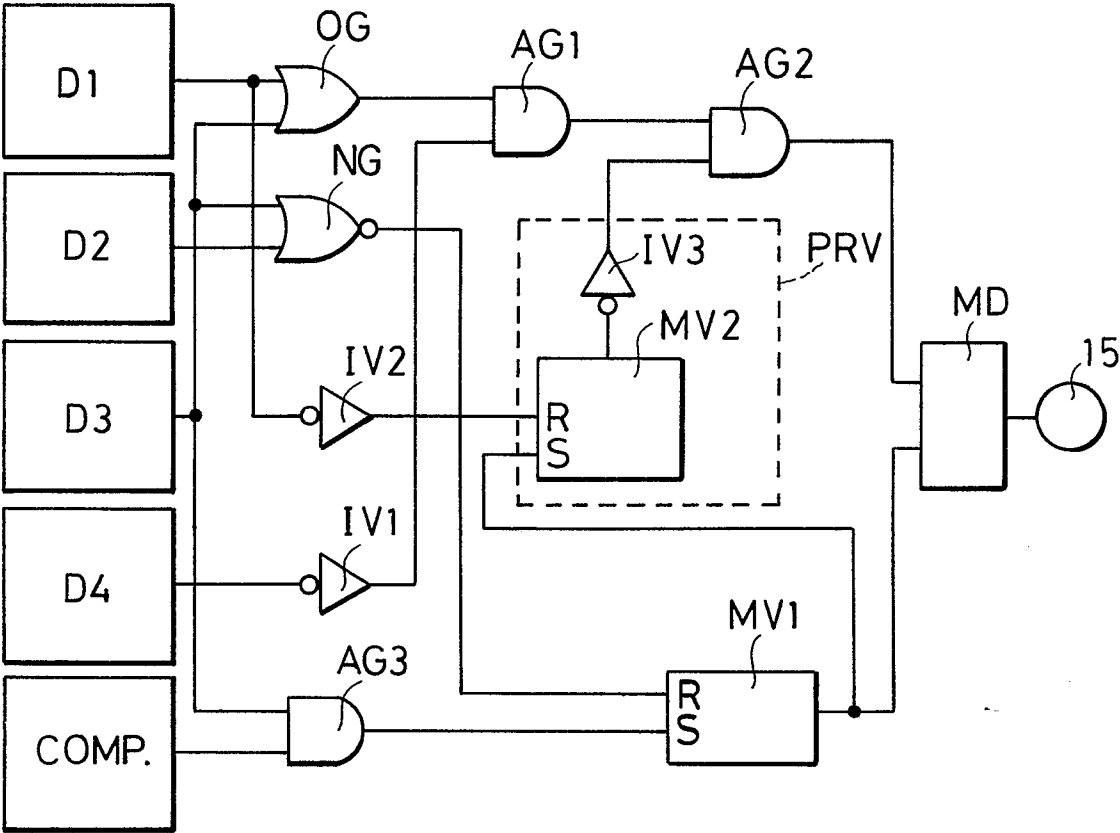 D1
OG
AG1
AG2
D2
NG
IV3
PRV
MV2
MD
15
D3
IV2
R
S
D4
IV1
MV1
AG3
R
S
COMP.